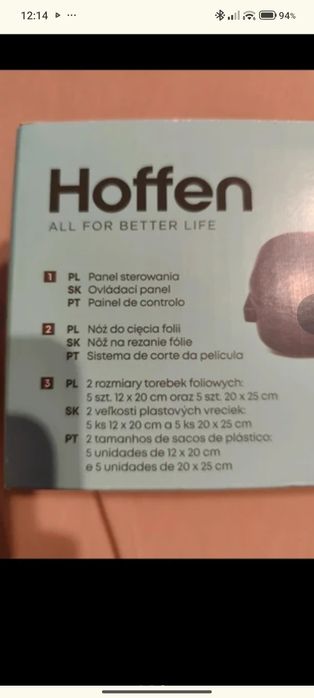 12:14
94%
Hoffen
ALL FOR BETTER LIFE
1 PL Panel sterowania
SK Ovládací panel
PT Painel de controlo
2 PL Nóż do cięcia folii
SK Nôž na rezanie fólie
PT Sistema de corte da película
3 PL 2 rozmiary torebek foliowych:
5 szt. 12 x 20 cm oraz 5 szt. 20 x 25 cm
SK 2 veľkosti plastových vreciek:
5 ks 12 x 20 cm a 5 ks 20 x 25 cm
PT 2 tamanhos de sacos de plástico:
5 unidades de 12 x 20 cm
e 5 unidades de 20 x 25 cm